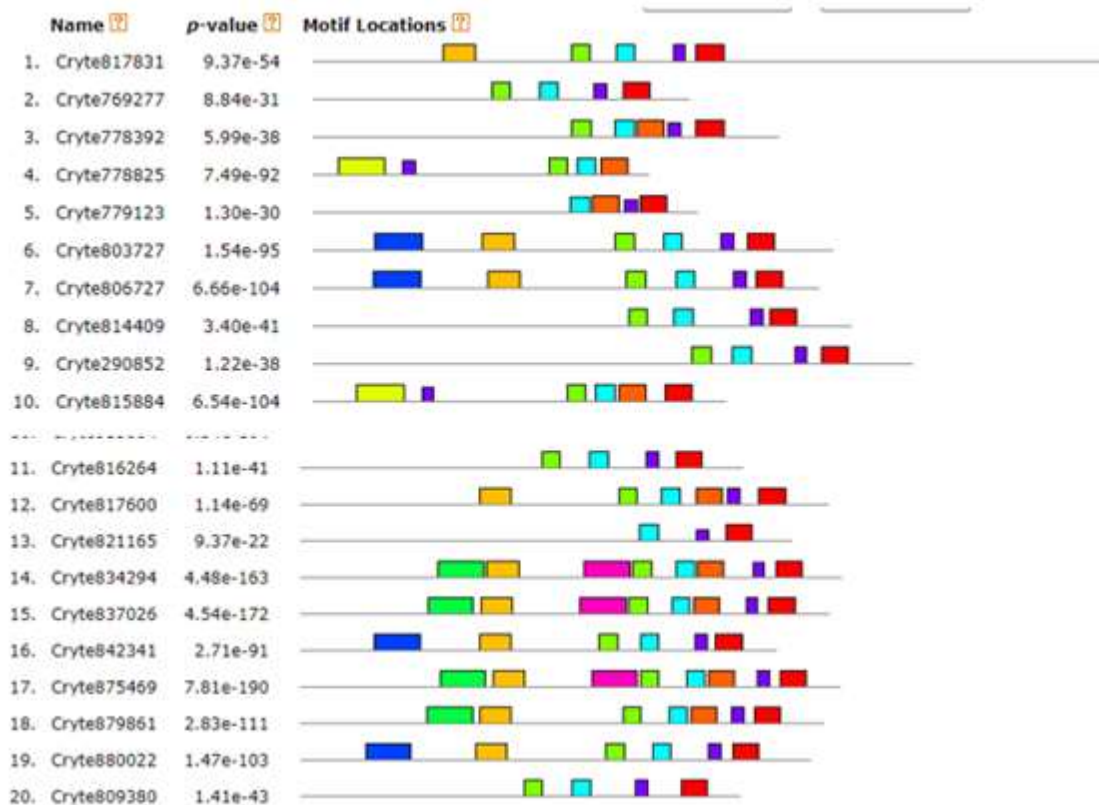 Name ? p-value ? Motif Locations ?
1. Cryte817831 9.37e-54
2. Cryte769277 8.84e-31
3. Cryte778392 5.99e-38
4. Cryte778825 7.49e-92
5. Cryte779123 1.30e-30
6. Cryte803727 1.54e-95
7. Cryte806727 6.66e-104
8. Cryte814409 3.40e-41
9. Cryte290852 1.22e-38
10. Cryte815884 6.54e-104
11. Cryte816264 1.11e-41
12. Cryte817600 1.14e-69
13. Cryte821165 9.37e-22
14. Cryte834294 4.48e-163
15. Cryte837026 4.54e-172
16. Cryte842341 2.71e-91
17. Cryte875469 7.81e-190
18. Cryte879861 2.83e-111
19. Cryte880022 1.47e-103
20. Cryte809380 1.41e-43